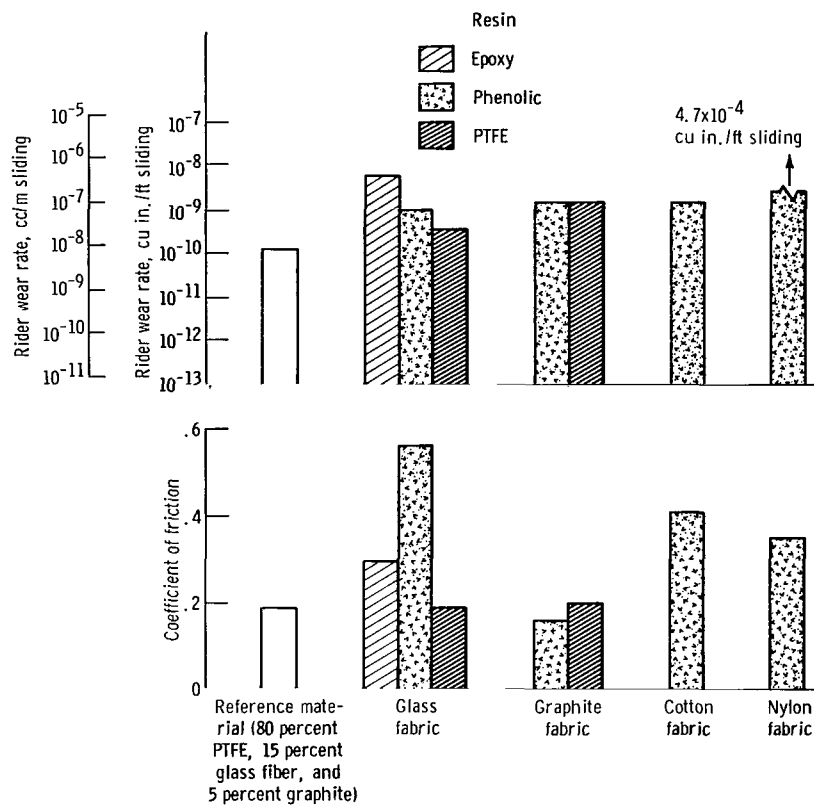 Resin
Epoxy
Phenolic
PTFE
4.7x10⁻⁴
cu in./ft sliding
Rider wear rate, cc/m sliding
10⁻⁵
10⁻⁶
10⁻⁷
10⁻⁸
10⁻⁹
10⁻¹⁰
10⁻¹¹
Rider wear rate, cu in./ft sliding
10⁻⁷
10⁻⁸
10⁻⁹
10⁻¹⁰
10⁻¹¹
10⁻¹²
10⁻¹³
Coefficient of friction
.6
.4
.2
0
Reference mate-
rial (80 percent
PTFE, 15 percent
glass fiber, and
5 percent graphite)
Glass
fabric
Graphite
fabric
Cotton
fabric
Nylon
fabric